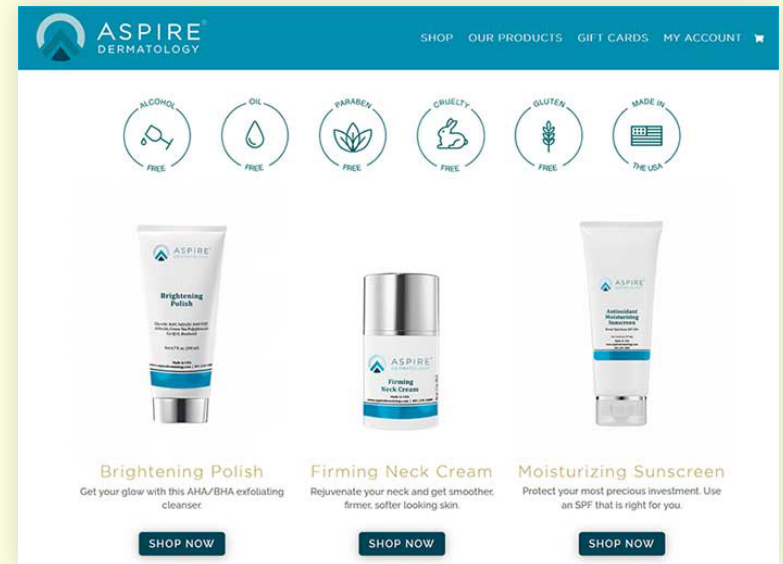 ASPIRE®
DERMATOLOGY
SHOP OUR PRODUCTS GIFT CARDS MY ACCOUNT
ALCOHOL FREE
OIL FREE
PARABEN FREE
CRUELTY FREE
GLUTEN FREE
MADE IN THE USA
ASPIRE
Brightening
Polish
ASPIRE
DERMATOLOGY
Firming
Neck Cream
Made in USA
ASPIRE
Antioxidant
Moisturizing
Sunscreen
Brightening Polish
Get your glow with this AHA/BHA exfoliating
cleanser.
SHOP NOW
Firming Neck Cream
Rejuvenate your neck and get smoother,
firmer, softer looking skin.
SHOP NOW
Moisturizing Sunscreen
Protect your most precious investment. Use
an SPF that is right for you.
SHOP NOW